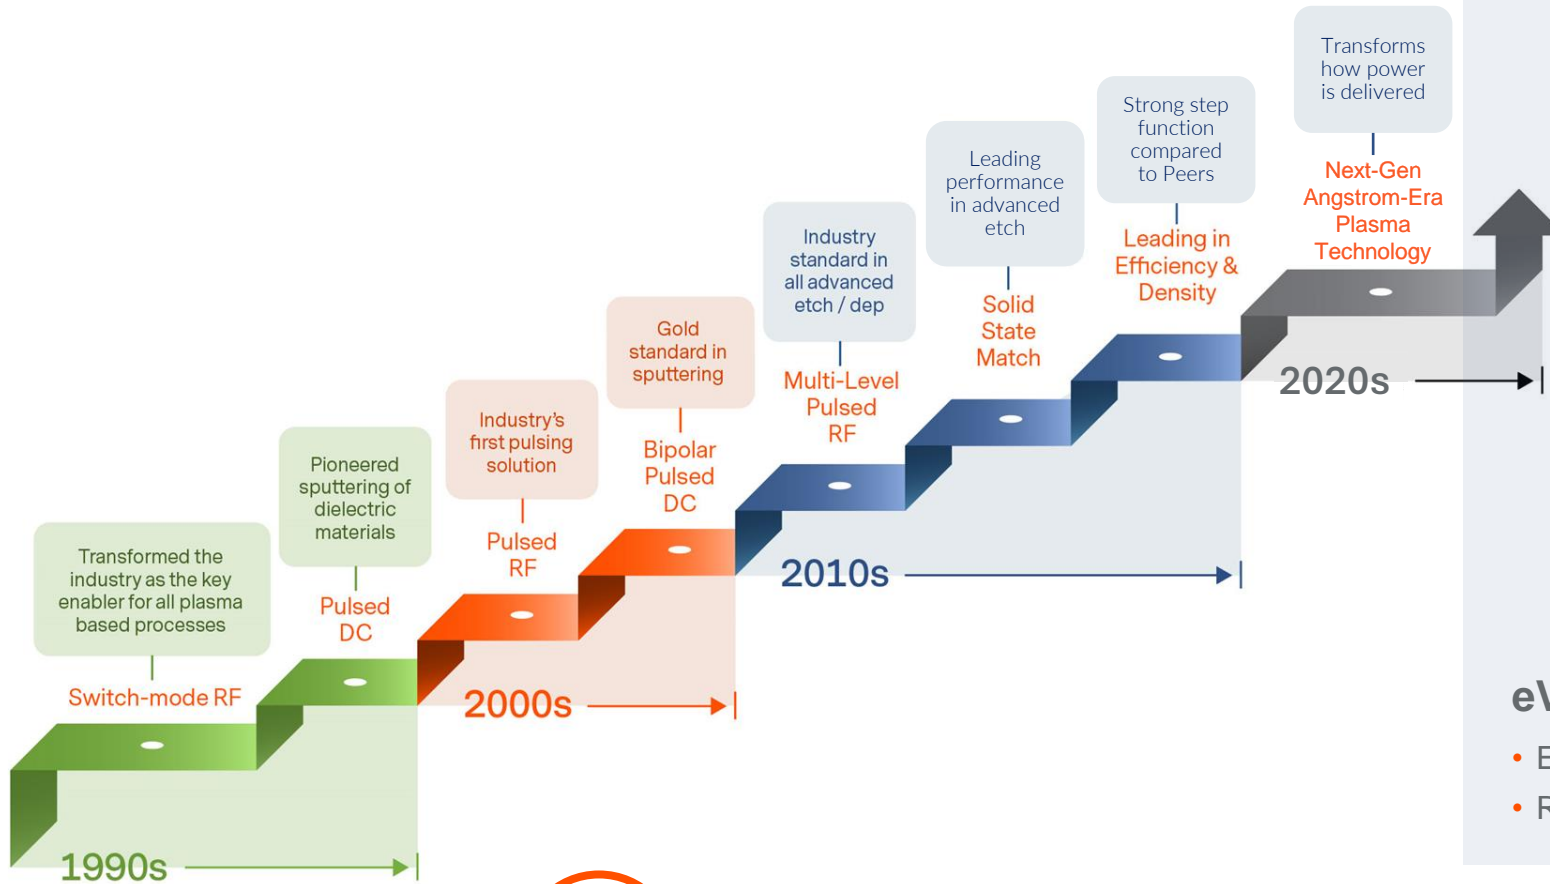 Transformed the
industry as the key
enabler for all plasma
based processes
Switch-mode RF
Pioneered
sputtering of
dielectric
materials
Pulsed
DC
1990s
Industry's
first pulsing
solution
Pulsed
RF
Gold
standard in
sputtering
Bipolar
Pulsed
DC
2000s
Industry
standard in
all advanced
etch / dep
Multi-Level
Pulsed
RF
Leading
performance
in advanced
etch
Solid
State
Match
Strong step
function
compared
to Peers
Leading in
Efficiency &
Density
2010s
Transforms
how power
is delivered
Next-Gen
Angstrom-Era
Plasma
Technology
2020s